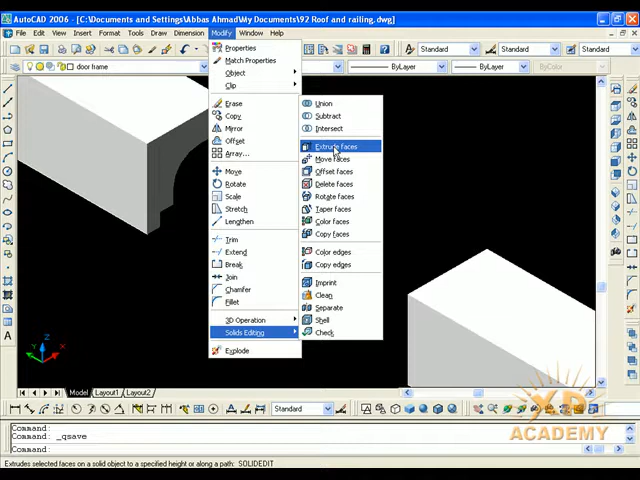 AutoCAD 2006 - [C:\Documents and Settings\Abbas Ahmad\My Documents\92 Roof and railing.dwg]
File Edit View Insert Format Tools Draw Dimension Modify Window Help
Standard Standard
door frame ByLayer ByLayer ByColor
Properties
Match Properties
Object
Clip
Erase
Copy
Mirror
Offset
Array...
Move
Rotate
Scale
Stretch
Lengthen
Trim
Extend
Break
Join
Chamfer
Fillet
3D Operation
Solids Editing
Explode
Union
Subtract
Intersect
Extrude faces
Move faces
Offset faces
Delete faces
Rotate faces
Taper faces
Color faces
Copy faces
Color edges
Copy edges
Imprint
Clean
Separate
Shell
Check
Z
X
Y
Model Layout1 Layout2
Standard
Command:
Command: _qsave
Command:
XD
ACADEMY
Extrudes selected faces on a solid object to a specified height or along a path: SOLIDEDIT